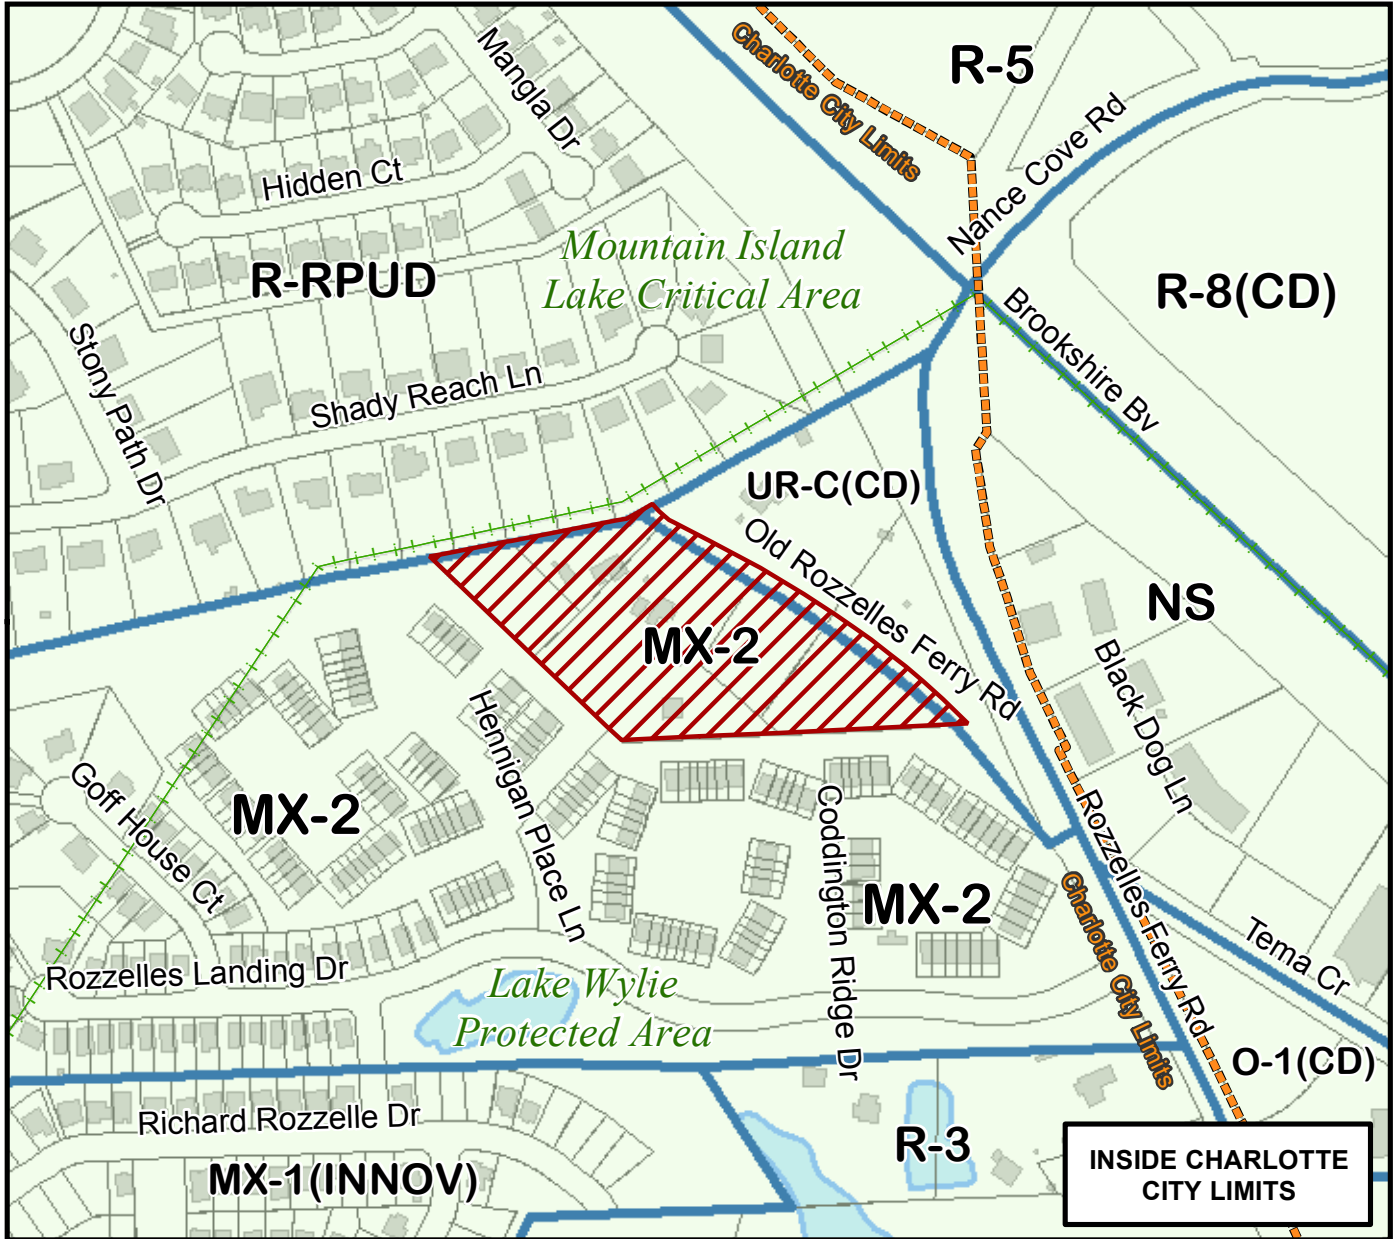 R-5
Charlotte City Limits
Mangla Dr
Nance Cove Rd
Hidden Ct
Mountain Island
Lake Critical Area
R-RPUD
R-8(CD)
Brookshire Bv
Stony Path Dr
Shady Reach Ln
UR-C(CD)
Old Rozzelles Ferry Rd
NS
MX-2
Black Dog Ln
Hennigan Place Ln
Goff House Ct
MX-2
Coddington Ridge Dr
Rozzelles Ferry Rd
MX-2
Charlotte City Limits
Tema Cr
Rozzelles Landing Dr
Lake Wylie
Protected Area
O-1(CD)
Richard Rozzelle Dr
R-3
MX-1(INNOV)
INSIDE CHARLOTTE
CITY LIMITS